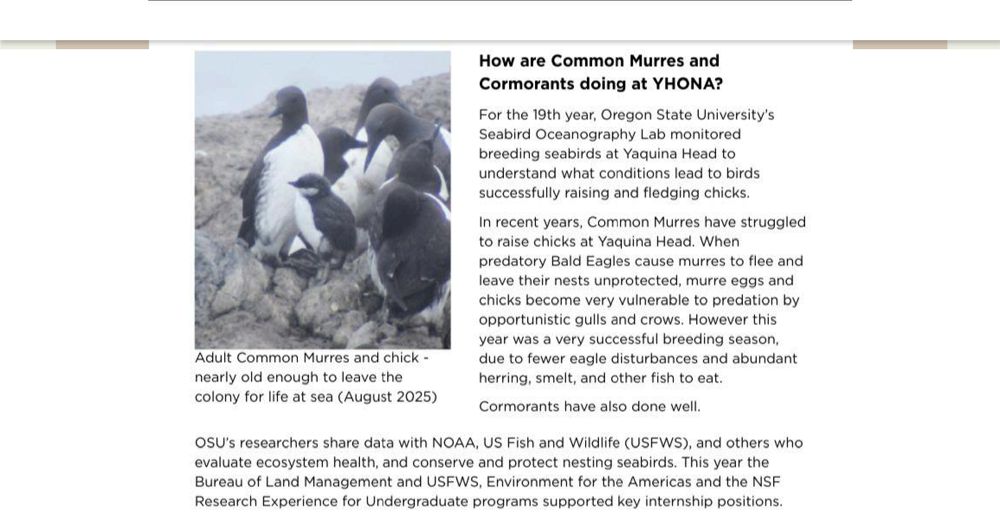 How are Common Murres and
Cormorants doing at YHONA?
For the 19th year, Oregon State University's
Seabird Oceanography Lab monitored
breeding seabirds at Yaquina Head to
understand what conditions lead to birds
successfully raising and fledging chicks.
In recent years, Common Murres have struggled
to raise chicks at Yaquina Head. When
predatory Bald Eagles cause murres to flee and
leave their nests unprotected, murre eggs and
chicks become very vulnerable to predation by
opportunistic gulls and crows. However this
year was a very successful breeding season,
due to fewer eagle disturbances and abundant
herring, smelt, and other fish to eat.
Cormorants have also done well.
Adult Common Murres and chick -
nearly old enough to leave the
colony for life at sea (August 2025)
OSU's researchers share data with NOAA, US Fish and Wildlife (USFWS), and others who
evaluate ecosystem health, and conserve and protect nesting seabirds. This year the
Bureau of Land Management and USFWS, Environment for the Americas and the NSF
Research Experience for Undergraduate programs supported key internship positions.